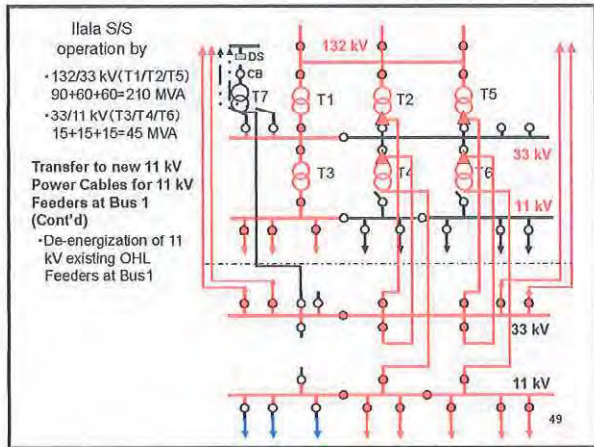 Ilala S/S
operation by
•132/33 kV(T1/T2/T5)
90+60+60=210 MVA
•33/11 kV(T3/T4/T6)
15+15+15=45 MVA
Transfer to new 11 kV
Power Cables for 11 kV
Feeders at Bus 1
(Cont'd)
•De-energization of 11
kV existing OHL
Feeders at Bus1
132 kV
DS
CB
T7
T1
T2
T5
33 kV
T3
T4
T6
11 kV
33 kV
11 kV
49